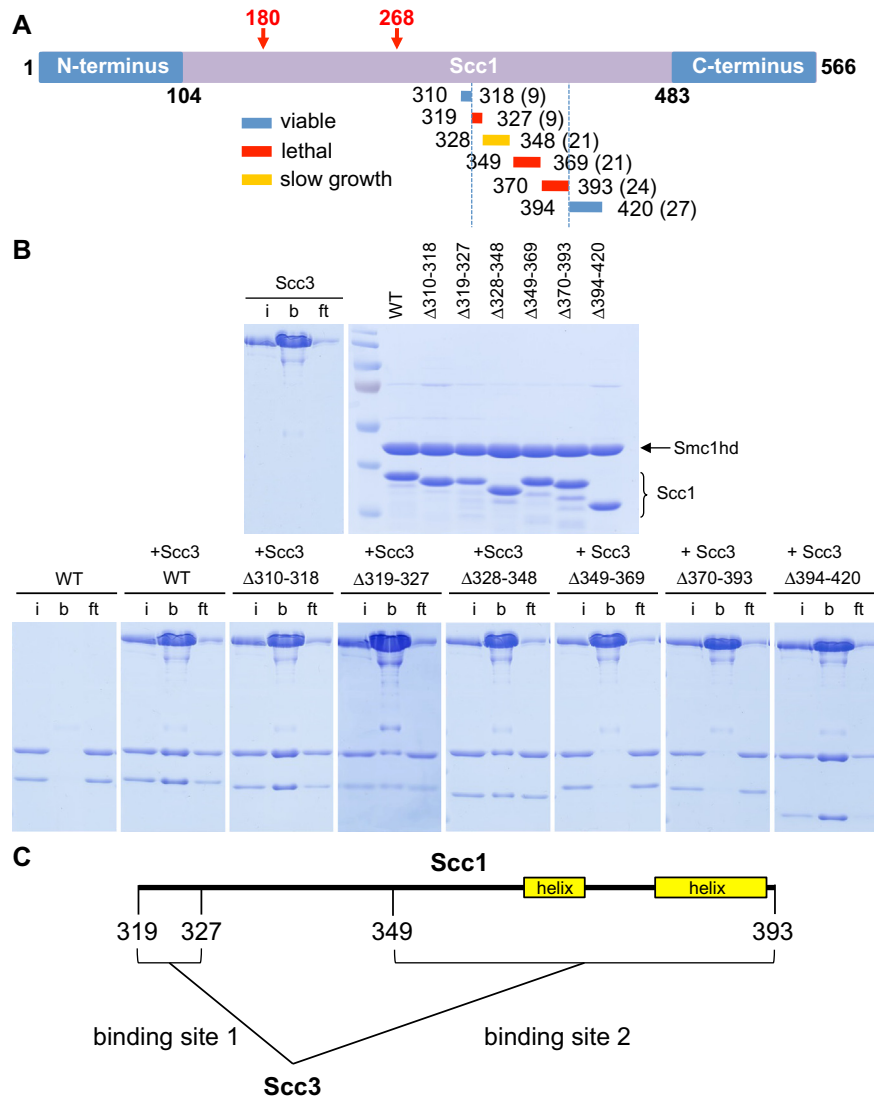 A
180 268
1 N-terminus Scc1 C-terminus 566
104 483
310 318 (9)
319 327 (9)
328 348 (21)
349 369 (21)
370 393 (24)
394 420 (27)
viable
lethal
slow growth
B
Scc3
i b ft
WT
Δ310-318
Δ319-327
Δ328-348
Δ349-369
Δ370-393
Δ394-420
Smc1hd
Scc1
WT
i b ft
+Scc3
WT
i b ft
+Scc3
Δ310-318
i b ft
+Scc3
Δ319-327
i b ft
+Scc3
Δ328-348
i b ft
+ Scc3
Δ349-369
i b ft
+ Scc3
Δ370-393
i b ft
+ Scc3
Δ394-420
i b ft
C
Scc1
helix helix
319 327 349 393
binding site 1 binding site 2
Scc3